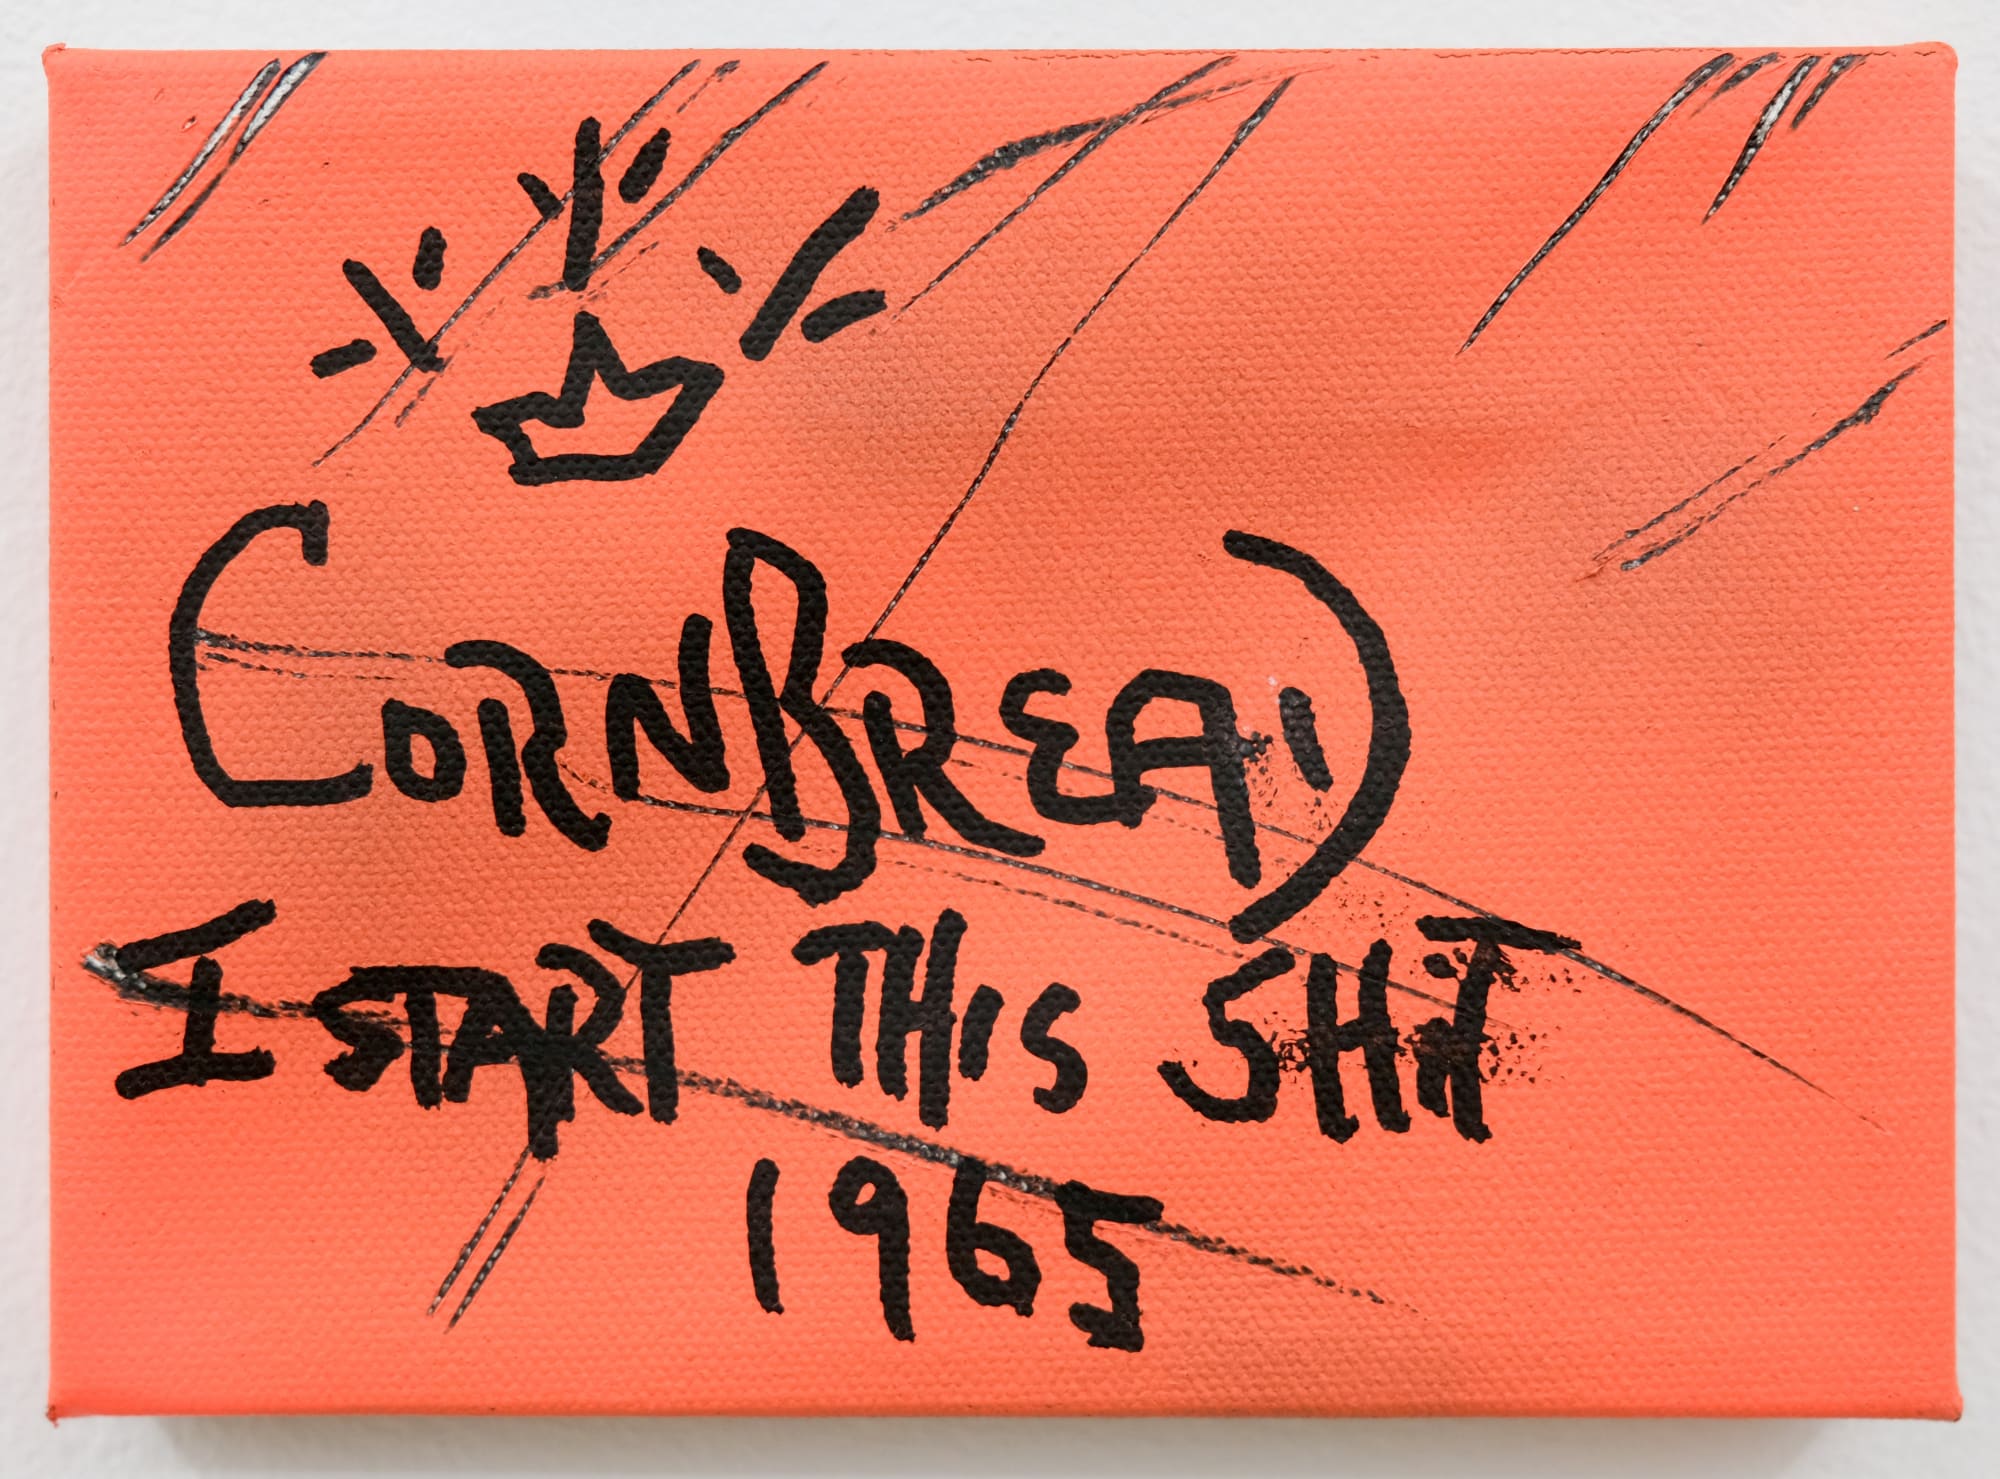 CORNBREAD
I START THIS SHIT
1965